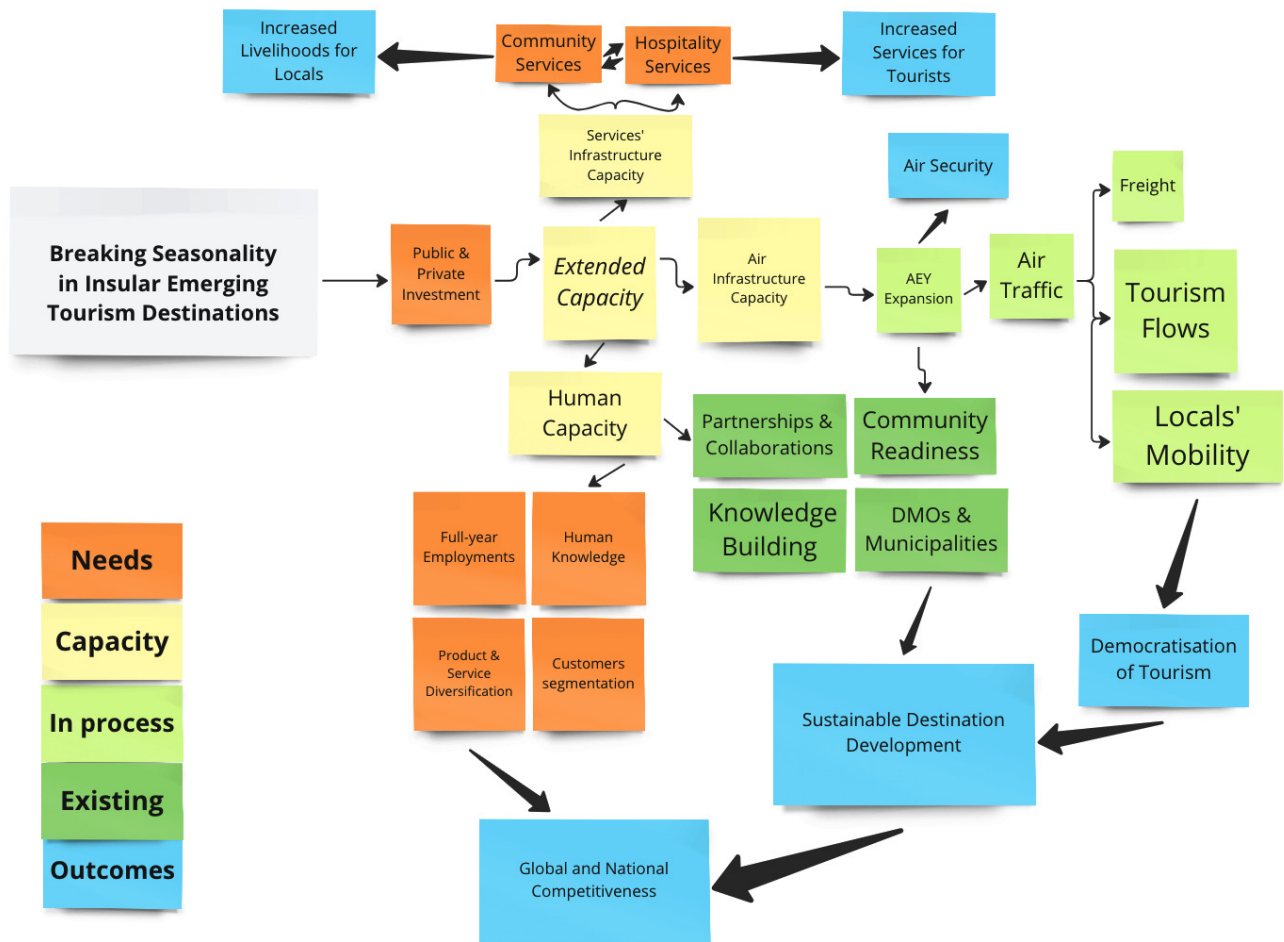 Increased
Livelihoods for
Locals
Community
Services
Hospitality
Services
Increased
Services for
Tourists
Services'
Infrastructure
Capacity
Air Security
Freight
Breaking Seasonality
in Insular Emerging
Tourism Destinations
Public &
Private
Investment
Extended
Capacity
Air
Infrastructure
Capacity
AEY
Expansion
Air
Traffic
Tourism
Flows
Human
Capacity
Partnerships &
Collaborations
Community
Readiness
Locals'
Mobility
Knowledge
Building
DMOs &
Municipalities
Full-year
Employments
Human
Knowledge
Product &
Service
Diversification
Customers
segmentation
Needs
Capacity
In process
Existing
Outcomes
Democratisation
of Tourism
Sustainable Destination
Development
Global and National
Competitiveness